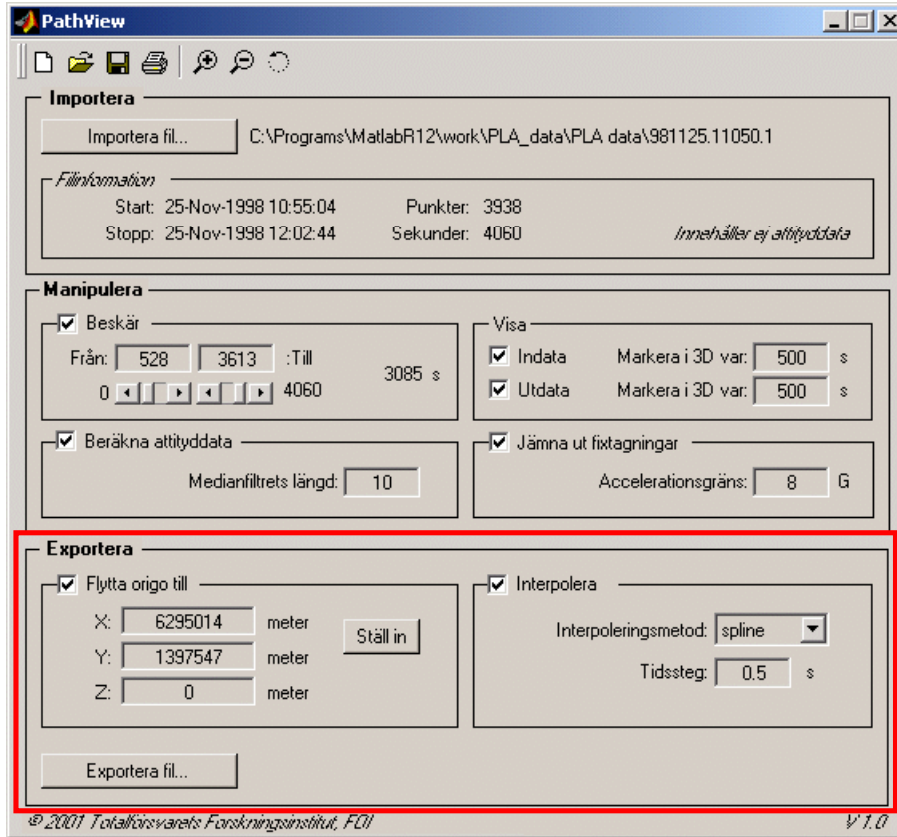 PathView
Importera
Importera fil... C:\Programs\MatlabR12\work\PLA_data\PLA data\981125.11050.1
Filinformation
Start: 25-Nov-1998 10:55:04 Punkter: 3938
Stopp: 25-Nov-1998 12:02:44 Sekunder: 4060 Innehåller ej attityddata
Manipulera
Beskär
Från: 528 3613 :Till
3085 s
0 4060
Visa
Indata Markera i 3D var: 500 s
Utdata Markera i 3D var: 500 s
Beräkna attityddata
Medianfiltrets längd: 10
Jämna ut fixtagningar
Accelerationsgräns: 8 G
Exportera
Flytta origo till
X: 6295014 meter
Y: 1397547 meter
Z: 0 meter
Ställ in
Interpolera
Interpoleringsmetod: spline
Tidssteg: 0.5 s
Exportera fil...
© 2001 Totalförsvarets Forskningsinstitut, FOI V 1.0